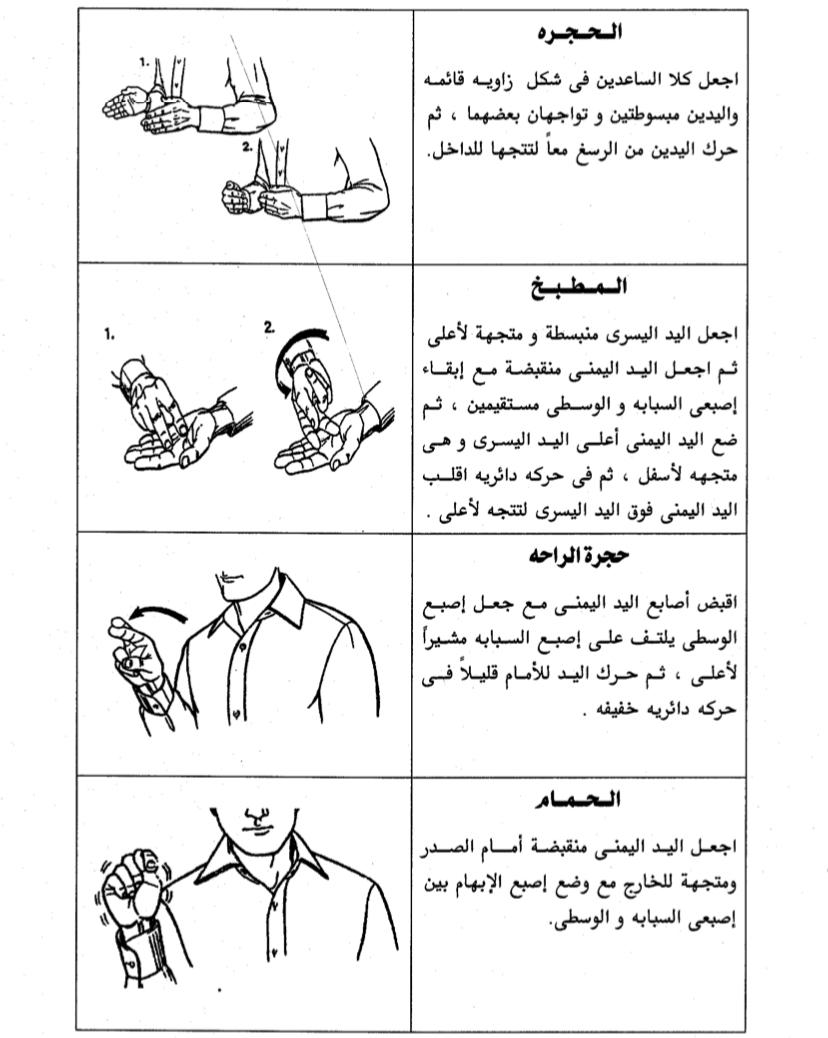 الحجره
1.
اجعل كلا الساعدين فى شكل زاويه قائمه
واليدين مبسوطتين و تواجهان بعضهما ، ثم
حرك اليدين من الرسغ معاً لتتجها للداخل.
2.
المطبخ
1.
2.
اجعل اليد اليسرى منبسطة و متجهة لأعلى
ثم اجعل اليد اليمنى منقبضة مع إبقاء
إصبعى السبابه و الوسطى مستقيمين ، ثم
ضع اليد اليمنى أعلى اليد اليسرى و هى
متجهه لأسفل ، ثم فى حركه دائريه اقلب
اليد اليمنى فوق اليد اليسرى لتتجه لأعلى .
حجرة الراحه
اقبض أصابع اليد اليمنى مع جعل إصبع
الوسطى يلتف على إصبع السبابه مشيراً
لأعلى ، ثم حرك اليد للأمام قليلاً فى
حركه دائريه خفيفه .
الحمام
اجعل اليد اليمنى منقبضة أمام الصدر
ومتجهة للخارج مع وضع إصبع الإبهام بين
إصبعى السبابه و الوسطى.